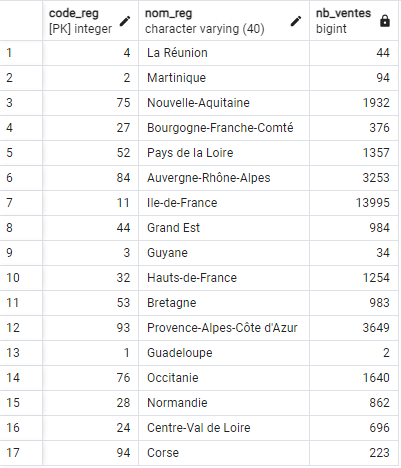 code_reg nom_reg nb_ventes
[PK] integer character varying (40) bigint
1 4 La Réunion 44
2 2 Martinique 94
3 75 Nouvelle-Aquitaine 1932
4 27 Bourgogne-Franche-Comté 376
5 52 Pays de la Loire 1357
6 84 Auvergne-Rhône-Alpes 3253
7 11 Ile-de-France 13995
8 44 Grand Est 984
9 3 Guyane 34
10 32 Hauts-de-France 1254
11 53 Bretagne 983
12 93 Provence-Alpes-Côte d'Azur 3649
13 1 Guadeloupe 2
14 76 Occitanie 1640
15 28 Normandie 862
16 24 Centre-Val de Loire 696
17 94 Corse 223